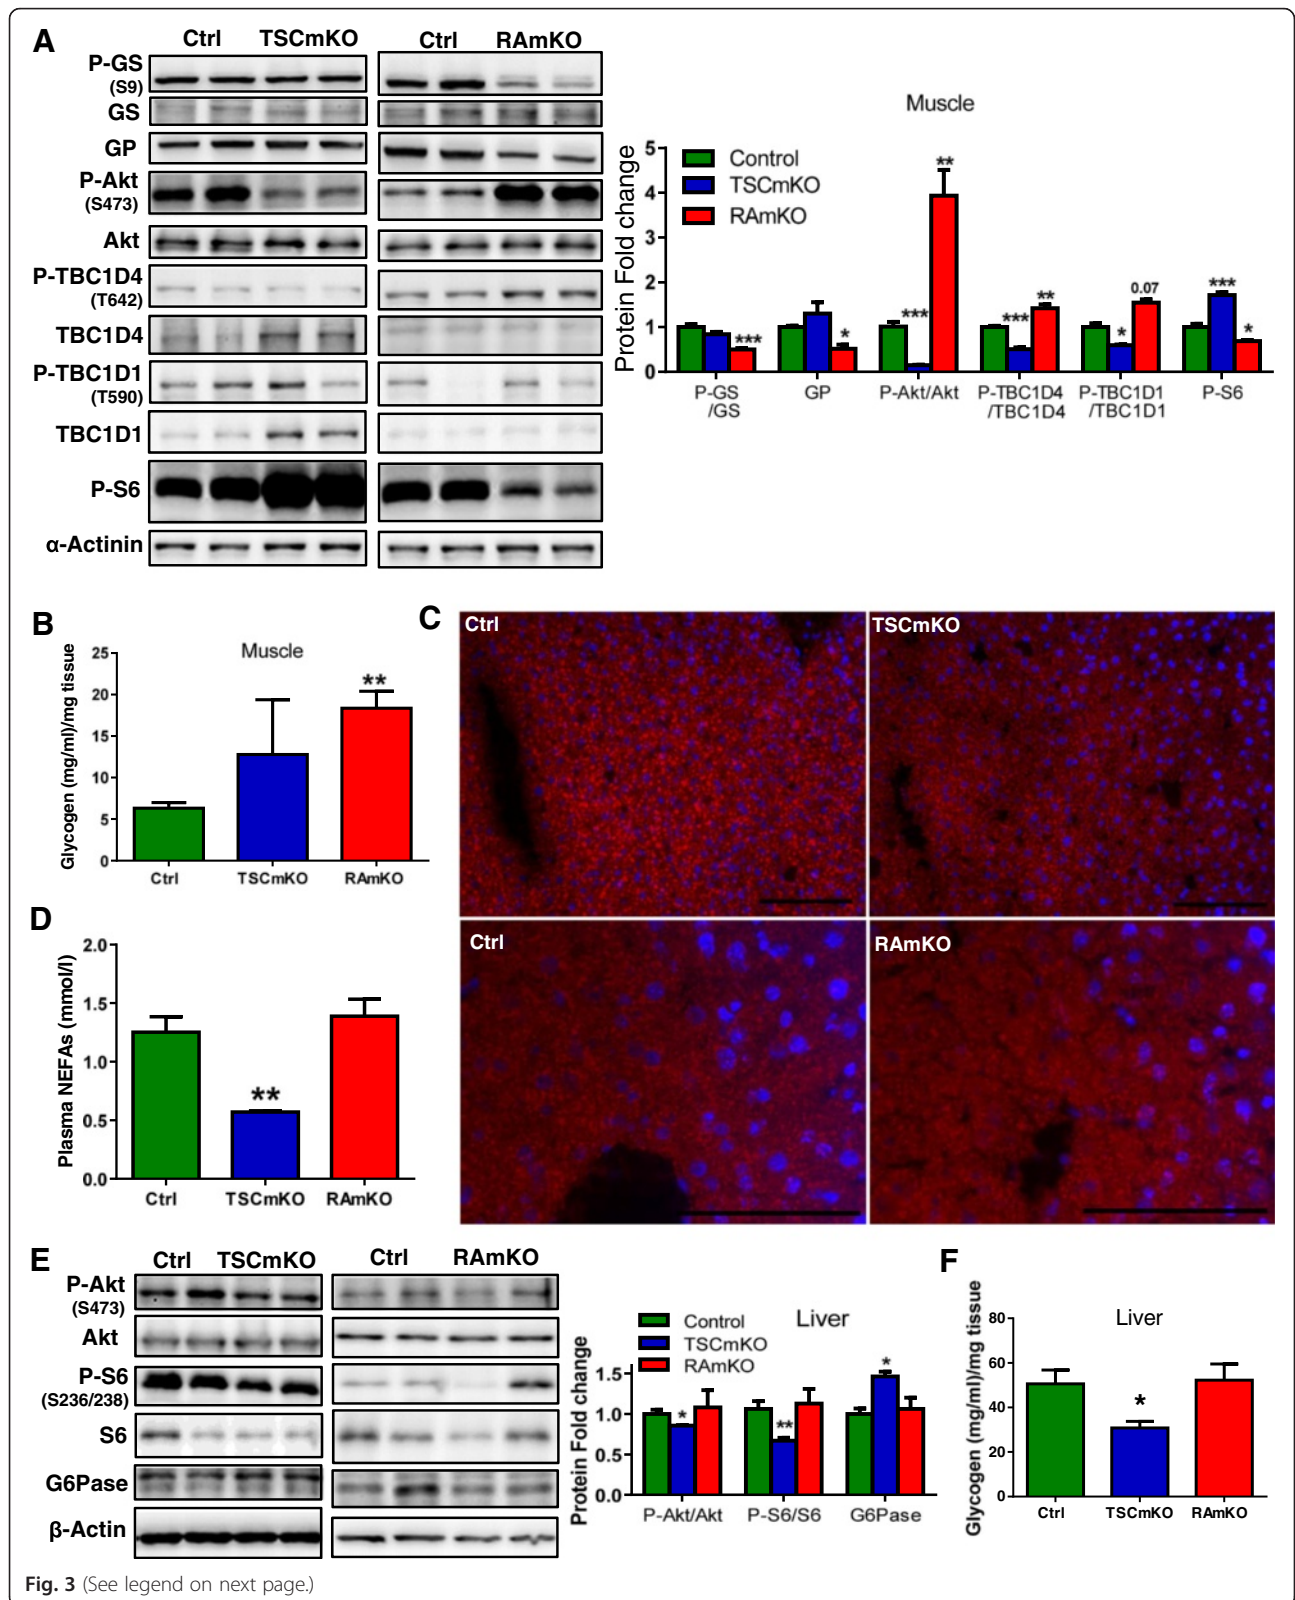 A
Ctrl TSCmKO
Ctrl RAmKO
P-GS
(S9)
GS
GP
P-Akt
(S473)
Akt
P-TBC1D4
(T642)
TBC1D4
P-TBC1D1
(T590)
TBC1D1
P-S6
α-Actinin
Muscle
Protein Fold change
5
4
3
2
1
0
Control
TSCmKO
RAmKO
***
*
***
**
***
**
*
0.07
***
*
P-GS
/GS
GP
P-Akt/Akt
P-TBC1D4
/TBC1D4
P-TBC1D1
/TBC1D1
P-S6
B
Muscle
Glycogen (mg/ml)/mg tissue
25
20
15
10
5
0
**
Ctrl TSCmKO RAmKO
C
Ctrl
TSCmKO
Ctrl
RAmKO
D
Plasma NEFAs (mmol/l)
2.0
1.5
1.0
0.5
0.0
**
Ctrl TSCmKO RAmKO
E
Ctrl TSCmKO
Ctrl RAmKO
P-Akt
(S473)
Akt
P-S6
(S236/238)
S6
G6Pase
β-Actin
Liver
Control
TSCmKO
RAmKO
Protein Fold change
1.5
1.0
0.5
0.0
*
**
*
P-Akt/Akt P-S6/S6 G6Pase
F
Liver
Glycogen (mg/ml)/mg tissue
80
60
40
20
0
*
Ctrl TSCmKO RAmKO
Fig. 3 (See legend on next page.)